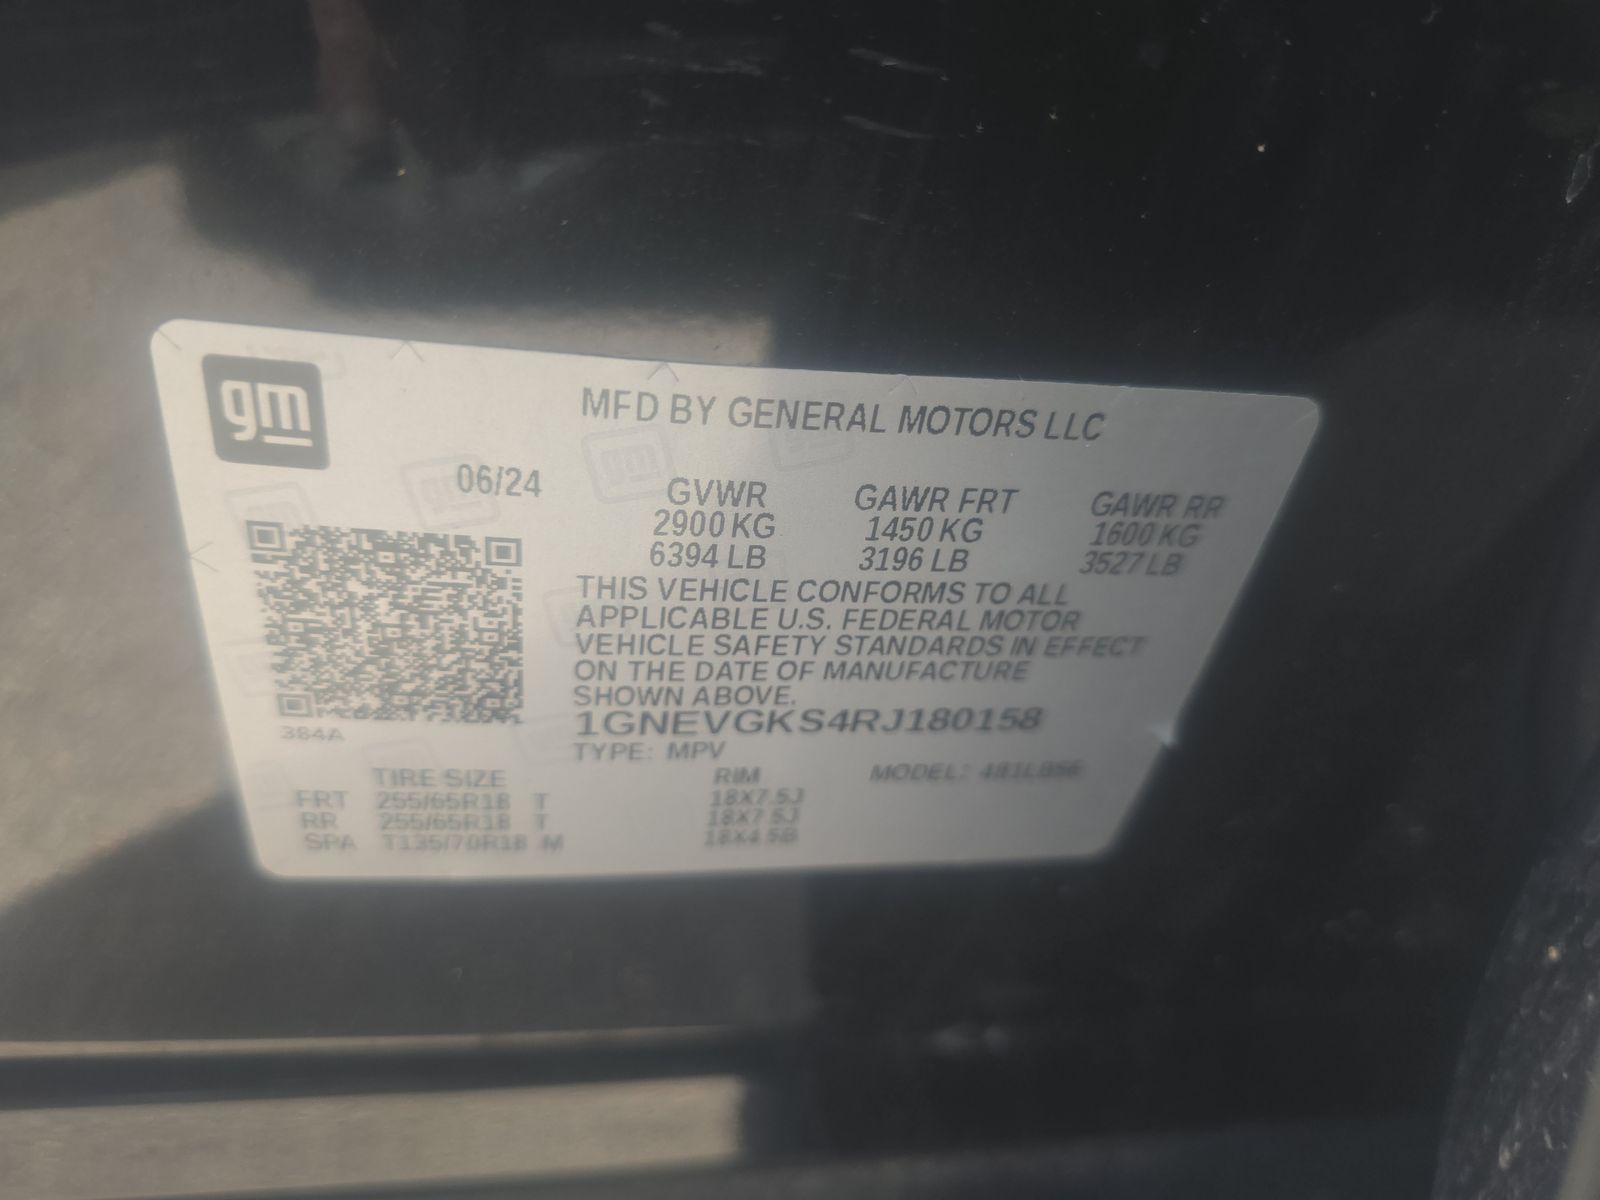 gm
MFD BY GENERAL MOTORS LLC
06/24
GVWR GAWR FRT GAWR RR
2900 KG 1450 KG 1600 KG
6394 LB 3196 LB 3527 LB
THIS VEHICLE CONFORMS TO ALL
APPLICABLE U.S. FEDERAL MOTOR
VEHICLE SAFETY STANDARDS IN EFFECT
ON THE DATE OF MANUFACTURE
SHOWN ABOVE.
1GNEVGKS4RJ180158
384A
TYPE: MPV
TIRE SIZE RIM MODEL:
FRT 255/65R18 T 18X7.5J
RR 255/65R18 T 18X7.5J
SPA T135/70R18 M 18X4.5B